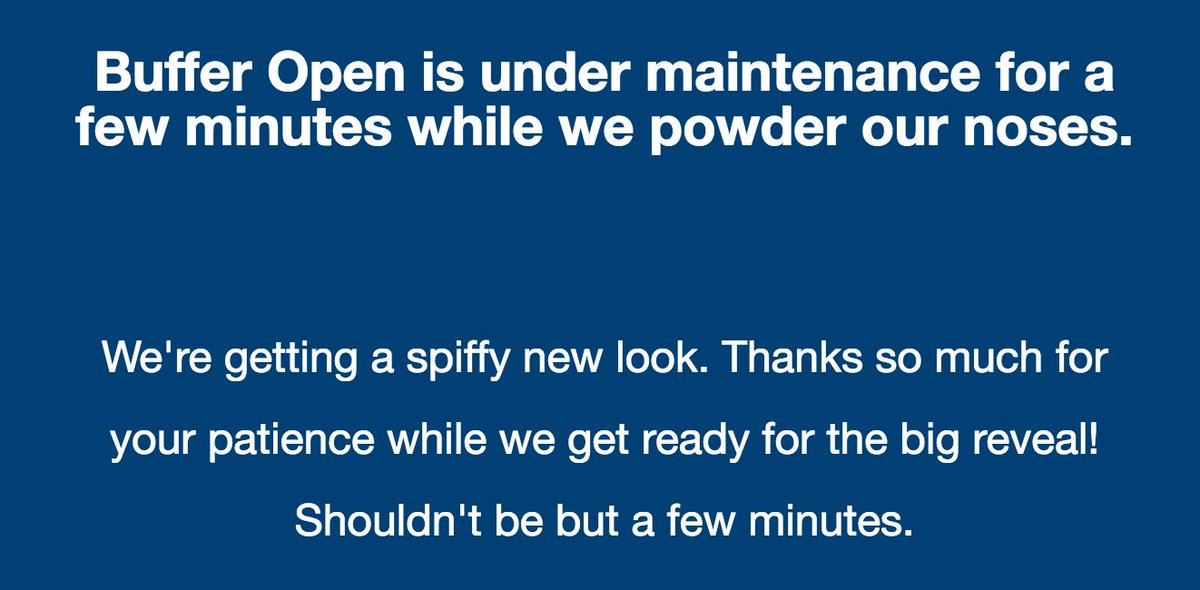 Buffer Open is under maintenance for a
few minutes while we powder our noses.
We're getting a spiffy new look. Thanks so much for
your patience while we get ready for the big reveal!
Shouldn't be but a few minutes.